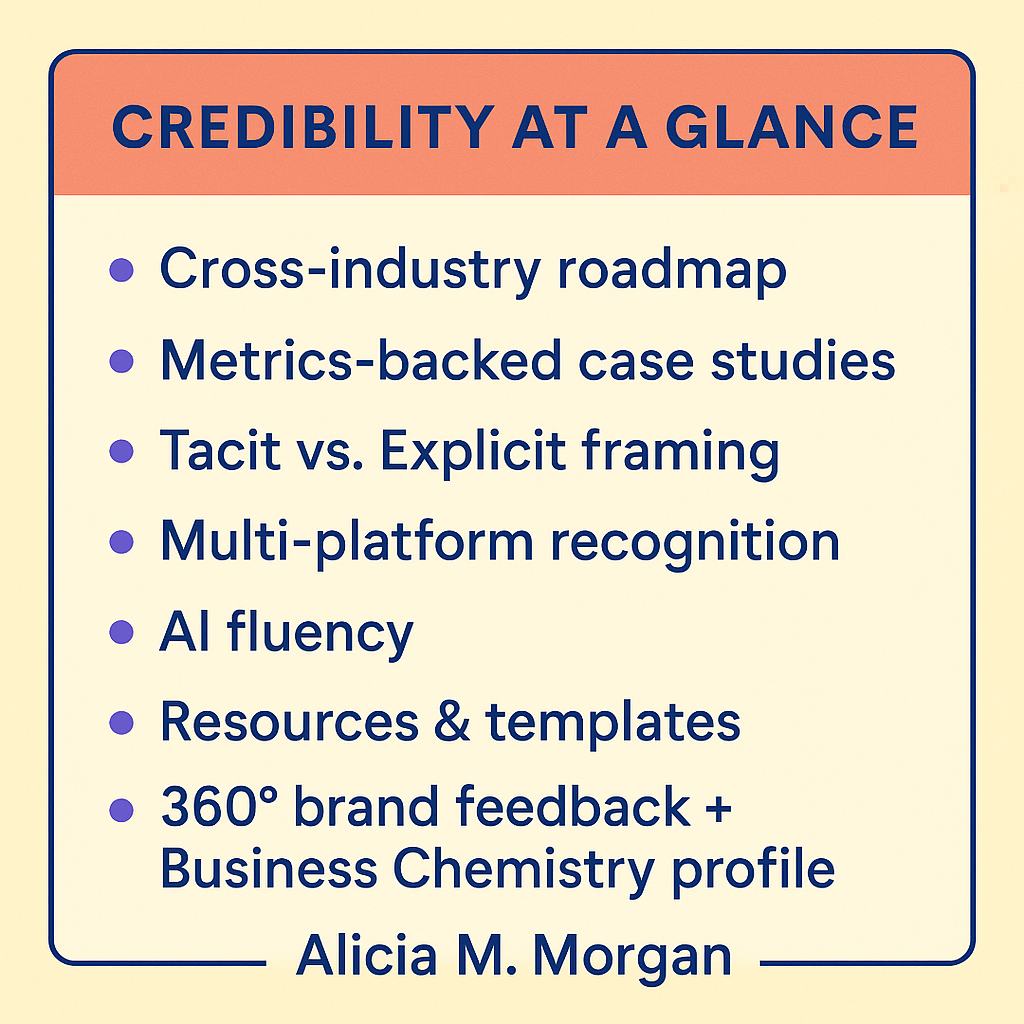 CREDIBILITY AT A GLANCE
• Cross-industry roadmap
• Metrics-backed case studies
• Tacit vs. Explicit framing
• Multi-platform recognition
• AI fluency
• Resources & templates
• 360° brand feedback +
Business Chemistry profile
Alicia M. Morgan